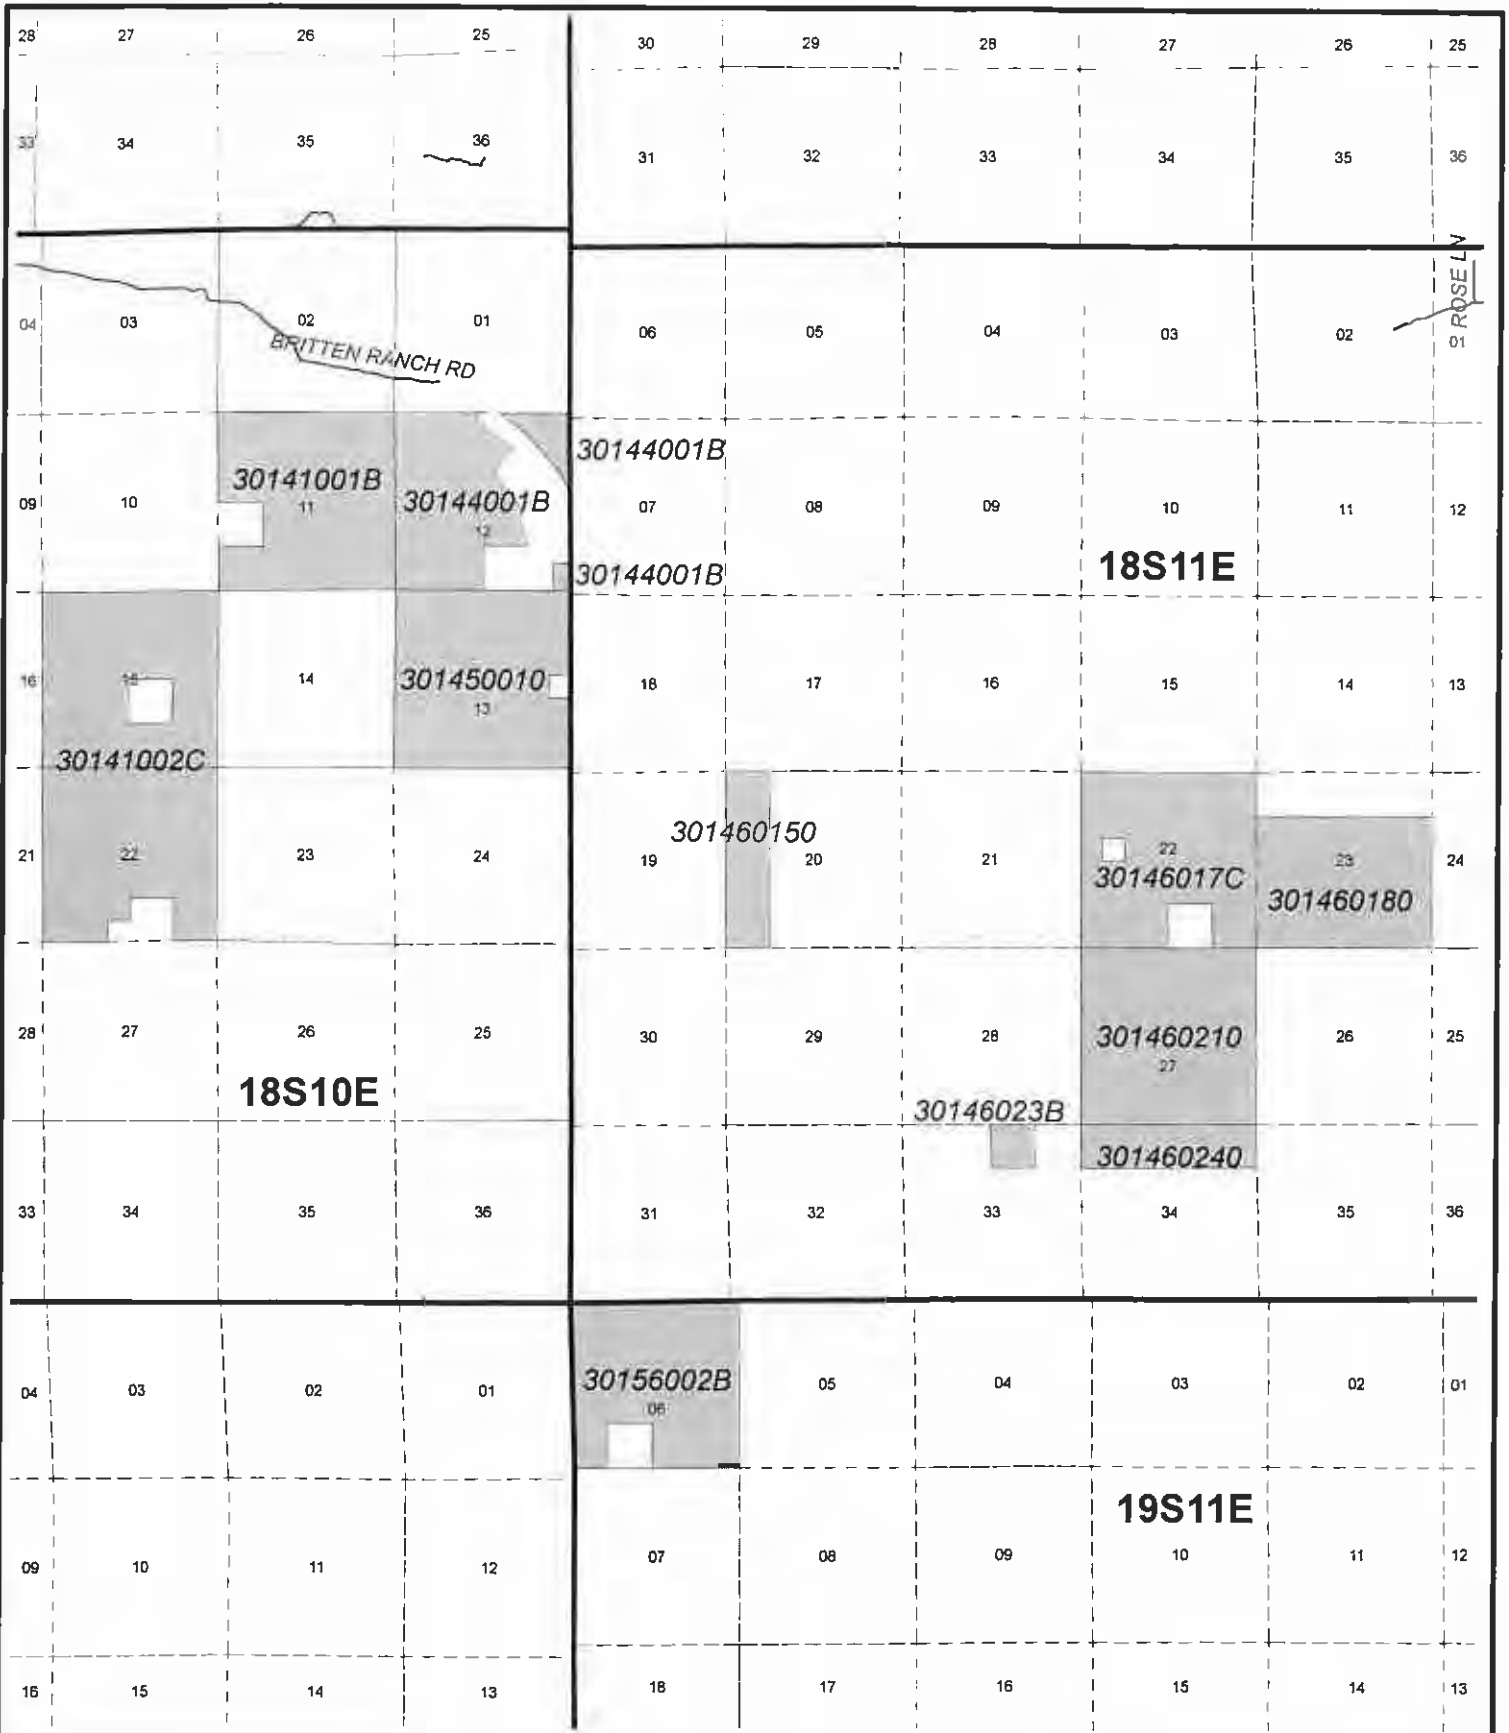 28 27 26 25 30 29 28 27 26 25
33 34 35 36 31 32 33 34 35 36
ROSE LN
04 03 02 01 06 05 04 03 02 01
BRITTEN RANCH RD
30144001B
30141001B
30144001B
09 10 11 12 07 08 09 10 11 12
18S11E
30144001B
301450010
16 15 14 13 18 17 16 15 14 13
30141002C
301460150
21 22 23 24 19 20 21 22 23 24
30146017C
301460180
28 27 26 25 30 29 28 301460210 26 25
27
18S10E
30146023B
301460240
33 34 35 36 31 32 33 34 35 36
30156002B
04 03 02 01 06 05 04 03 02 01
19S11E
09 10 11 12 07 08 09 10 11 12
16 15 14 13 18 17 16 15 14 13